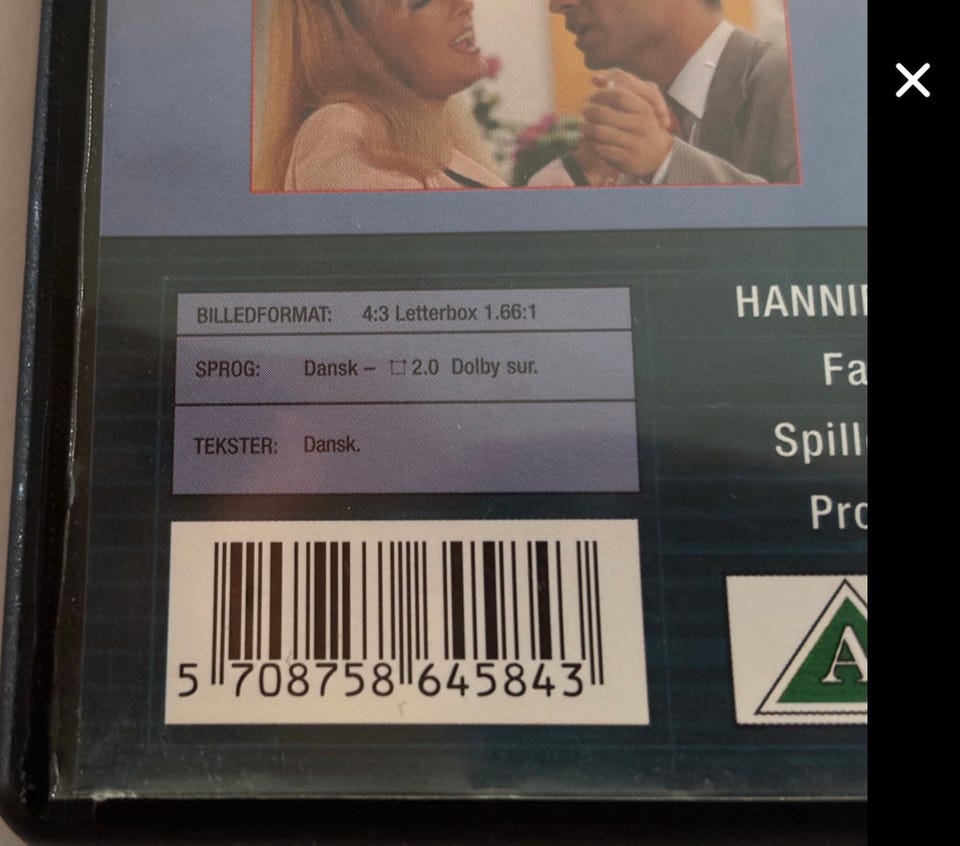 BILLEDFORMAT: 4:3 Letterbox 1.66:1
SPROG: Dansk – 2.0 Dolby sur.
TEKSTER: Dansk.
5 708758 645843
HANNI
Fa
Spill
Pro
A